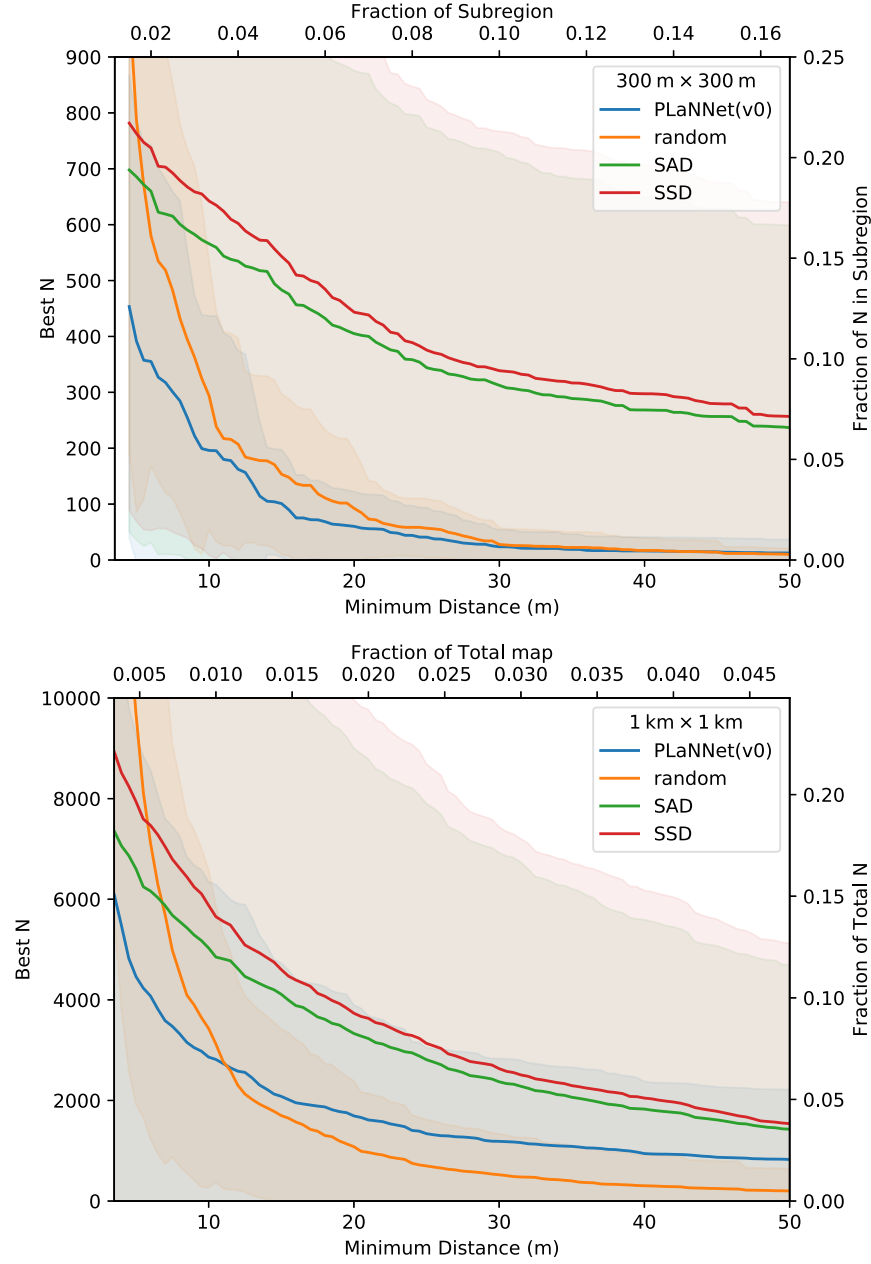 Fraction of Subregion
0.02 0.04 0.06 0.08 0.10 0.12 0.14 0.16
900 0.25
800
700 0.20
600
500 0.15
400
300 0.10
200
100 0.05
0 0.00
Best N
Fraction of N in Subregion
300 m × 300 m
PLaNNet(v0)
random
SAD
SSD
10 20 30 40 50
Minimum Distance (m)
Fraction of Total map
0.005 0.010 0.015 0.020 0.025 0.030 0.035 0.040 0.045
10000
8000 0.20
6000 0.15
4000 0.10
2000 0.05
0 0.00
Best N
Fraction of Total N
1 km × 1 km
PLaNNet(v0)
random
SAD
SSD
10 20 30 40 50
Minimum Distance (m)